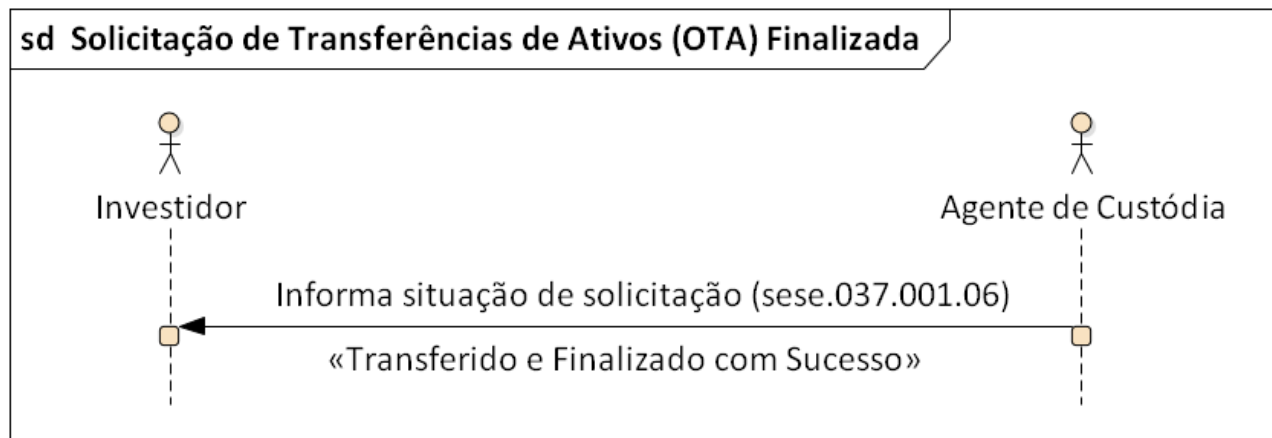 sd Solicitação de Transferências de Ativos (OTA) Finalizada
Investidor
Agente de Custódia
Informa situação de solicitação (sese.037.001.06)
«Transferido e Finalizado com Sucesso»